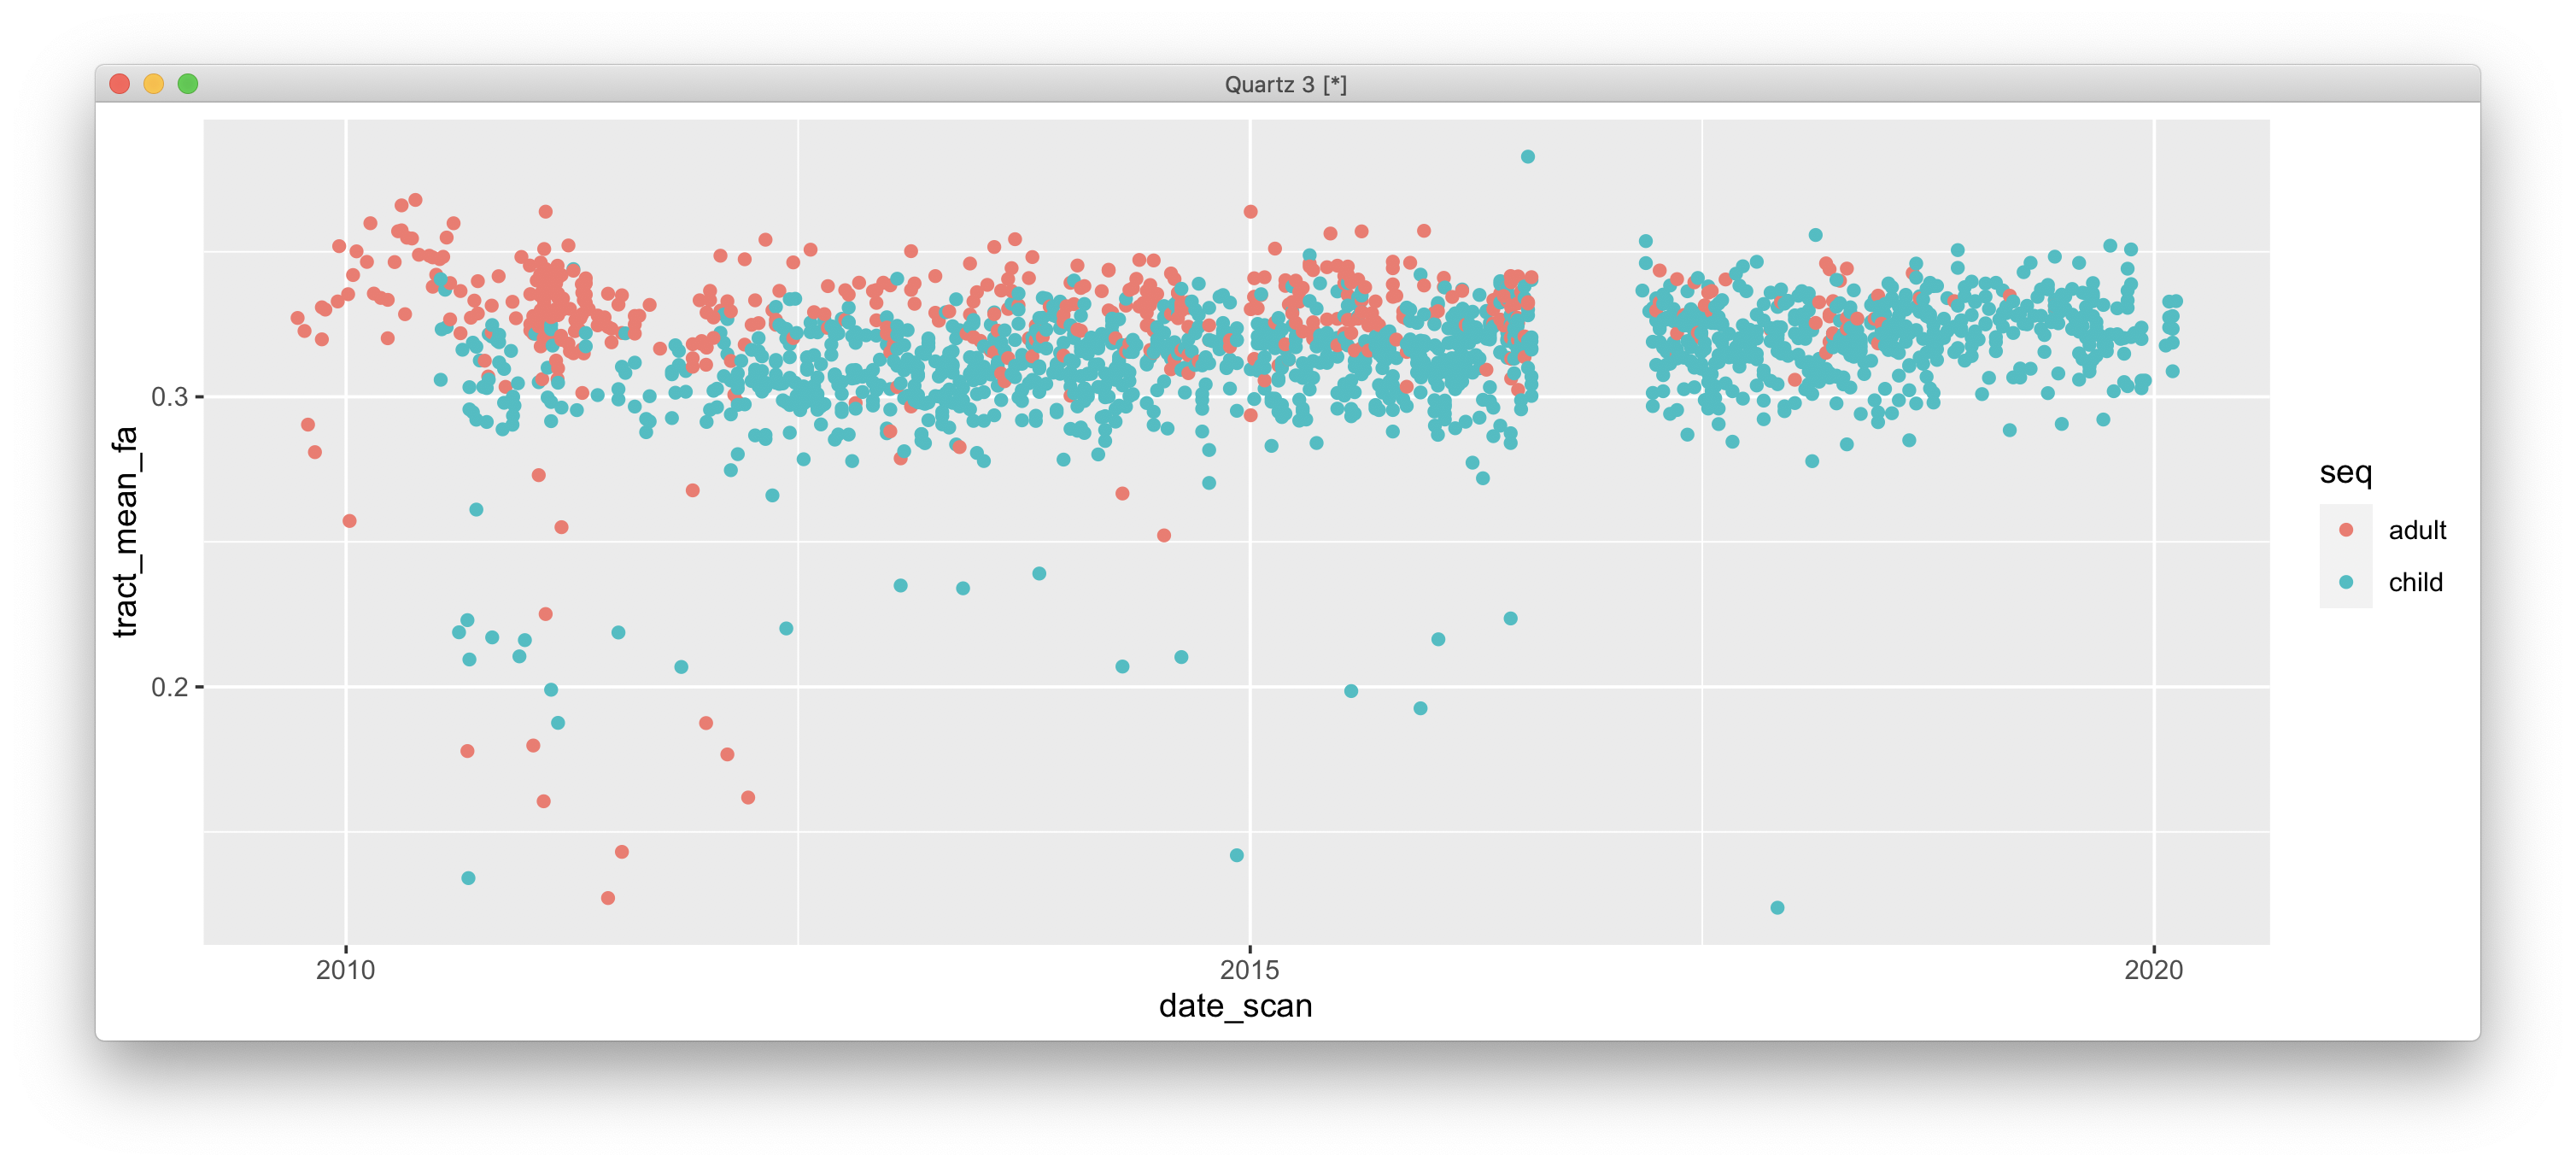 Quartz 3 [*]
tract_mean_fa
0.3
0.2
2010
2015
2020
date_scan
seq
adult
child